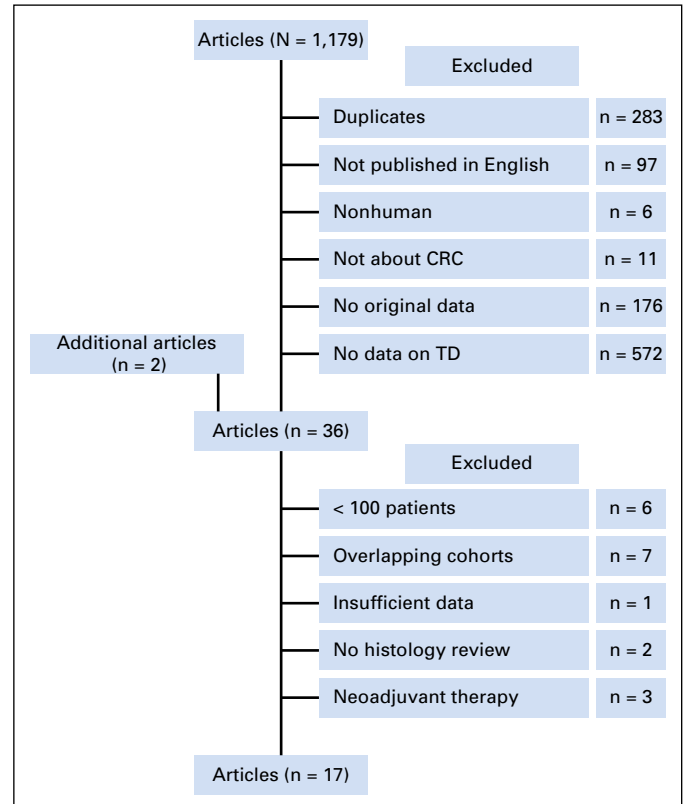 Articles (N = 1,179)
Excluded
Duplicates n = 283
Not published in English n = 97
Nonhuman n = 6
Not about CRC n = 11
No original data n = 176
No data on TD n = 572
Additional articles
(n = 2)
Articles (n = 36)
Excluded
< 100 patients n = 6
Overlapping cohorts n = 7
Insufficient data n = 1
No histology review n = 2
Neoadjuvant therapy n = 3
Articles (n = 17)